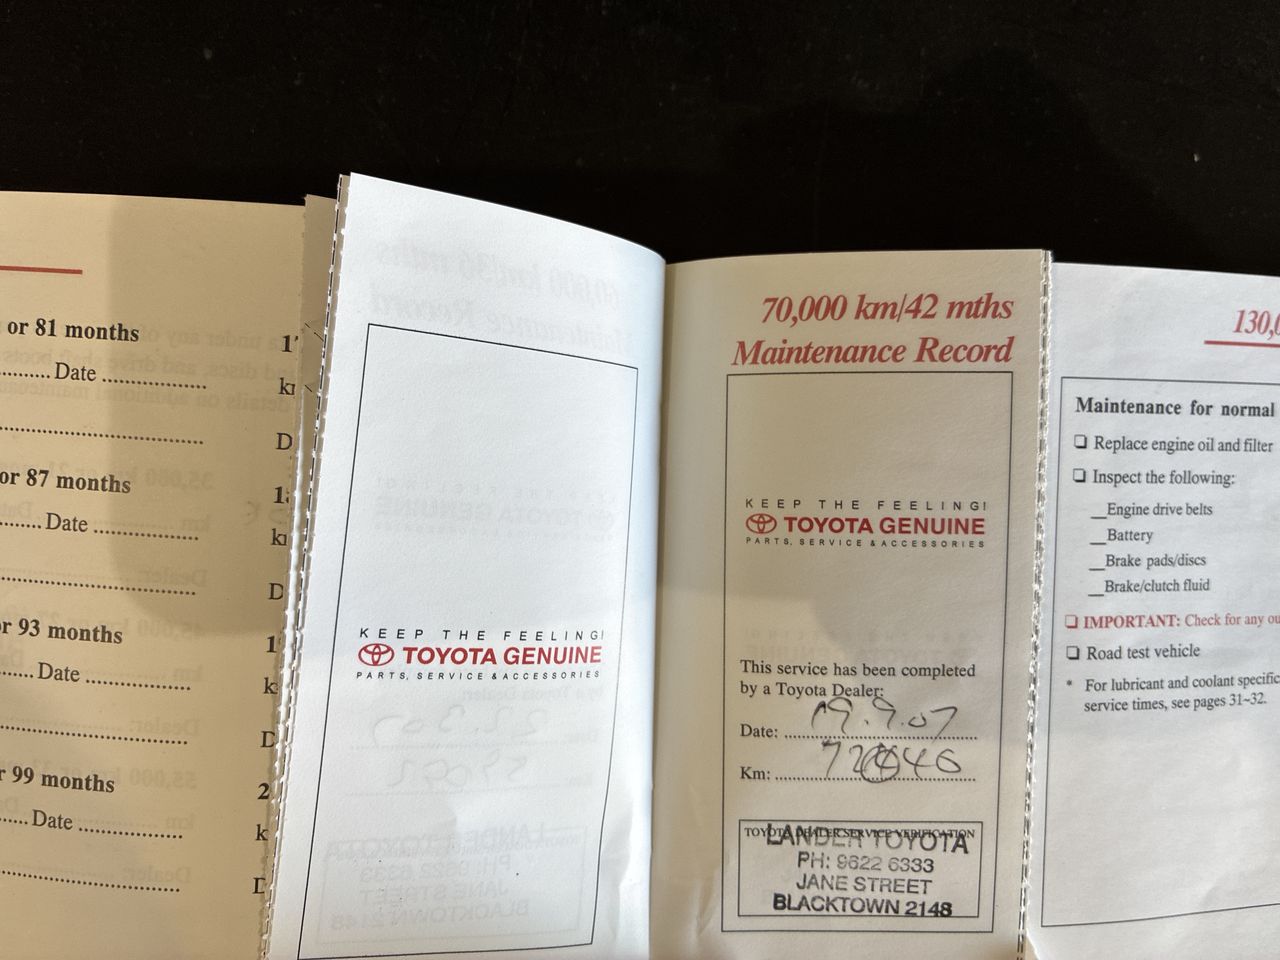 or 81 months
Date
or 87 months
Date
93 months
Date
99 months
Date
KEEP THE FEELING!
TOYOTA GENUINE
PARTS, SERVICE & ACCESSORIES
70,000 km/42 mths
Maintenance Record
KEEP THE FEELING!
TOYOTA GENUINE
PARTS, SERVICE & ACCESSORIES
This service has been completed
by a Toyota Dealer:
Date: 19.9.07
Km:
TOYOTA DEALER SERVICE VERIFICATION
LANDER TOYOTA
PH: 9622 6333
JANE STREET
BLACKTOWN 2148
Maintenance for normal
Replace engine oil and filter
Inspect the following:
Engine drive belts
Battery
Brake pads/discs
Brake/clutch fluid
IMPORTANT: Check for any
Road test vehicle
* For lubricant and coolant
service times, see pages 31~32.